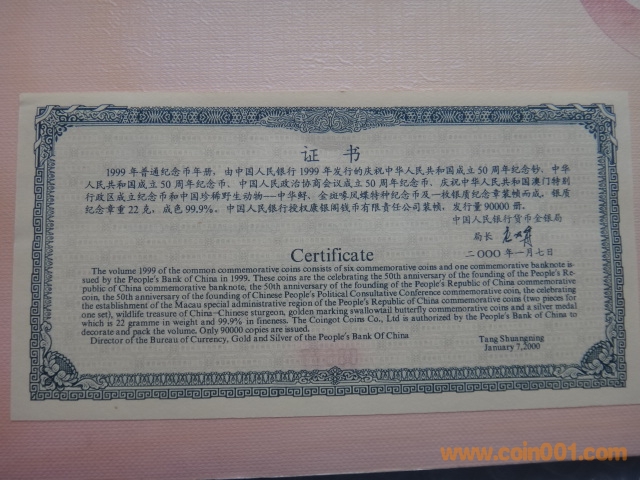 证 书
1999 年普通纪念币年册，由中国人民银行 1999 年发行的庆祝中华人民共和国成立 50 周年纪念钞、中华
人民共和国成立 50 周年纪念币、中国人民政治协商会议成立 50 周年纪念币、庆祝中华人民共和国澳门特别
行政区成立纪念币和中国珍稀野生动物——中华鲟、金斑喙凤蝶特种纪念币及一枚银质纪念章装帧而成，银质
纪念章重 22 克，成色 99.9%。中国人民银行授权康银阁钱币有限责任公司装帧，发行量 90000 册。
中国人民银行货币金银局
局长
二〇〇〇年一月七日
Certificate
The volume 1999 of the common commemorative coins consists of six commemorative coins and one commemorative banknote is-
sued by the People's Bank of China in 1999. These coins are the celebrating the 50th anniversary of the founding of the People's Re-
public of China commemorative banknote, the 50th anniversary of the founding of the People's Republic of China commemorative
coin, the 50th anniversary of the founding of Chinese People's Political Consultative Conference commemorative coin, the celebrating
the establishment of the Macau special administrative region of the People's Republic of China commemorative coins (two pieces for
one set), wildlife treasure of China–Chinese sturgeon, golden marking swallowtail butterfly commemorative coins and a silver medal
which is 22 gramme in weight and 99.9% in fineness. The Coingot Coins Co., Ltd is authorized by the People's Bank of China to
decorate and pack the volume. Only 90000 copies are issued.
Director of the Bureau of Currency, Gold and Silver of the People's Bank Of China
Tang Shuangning
January 7,2000
www.coin001.com